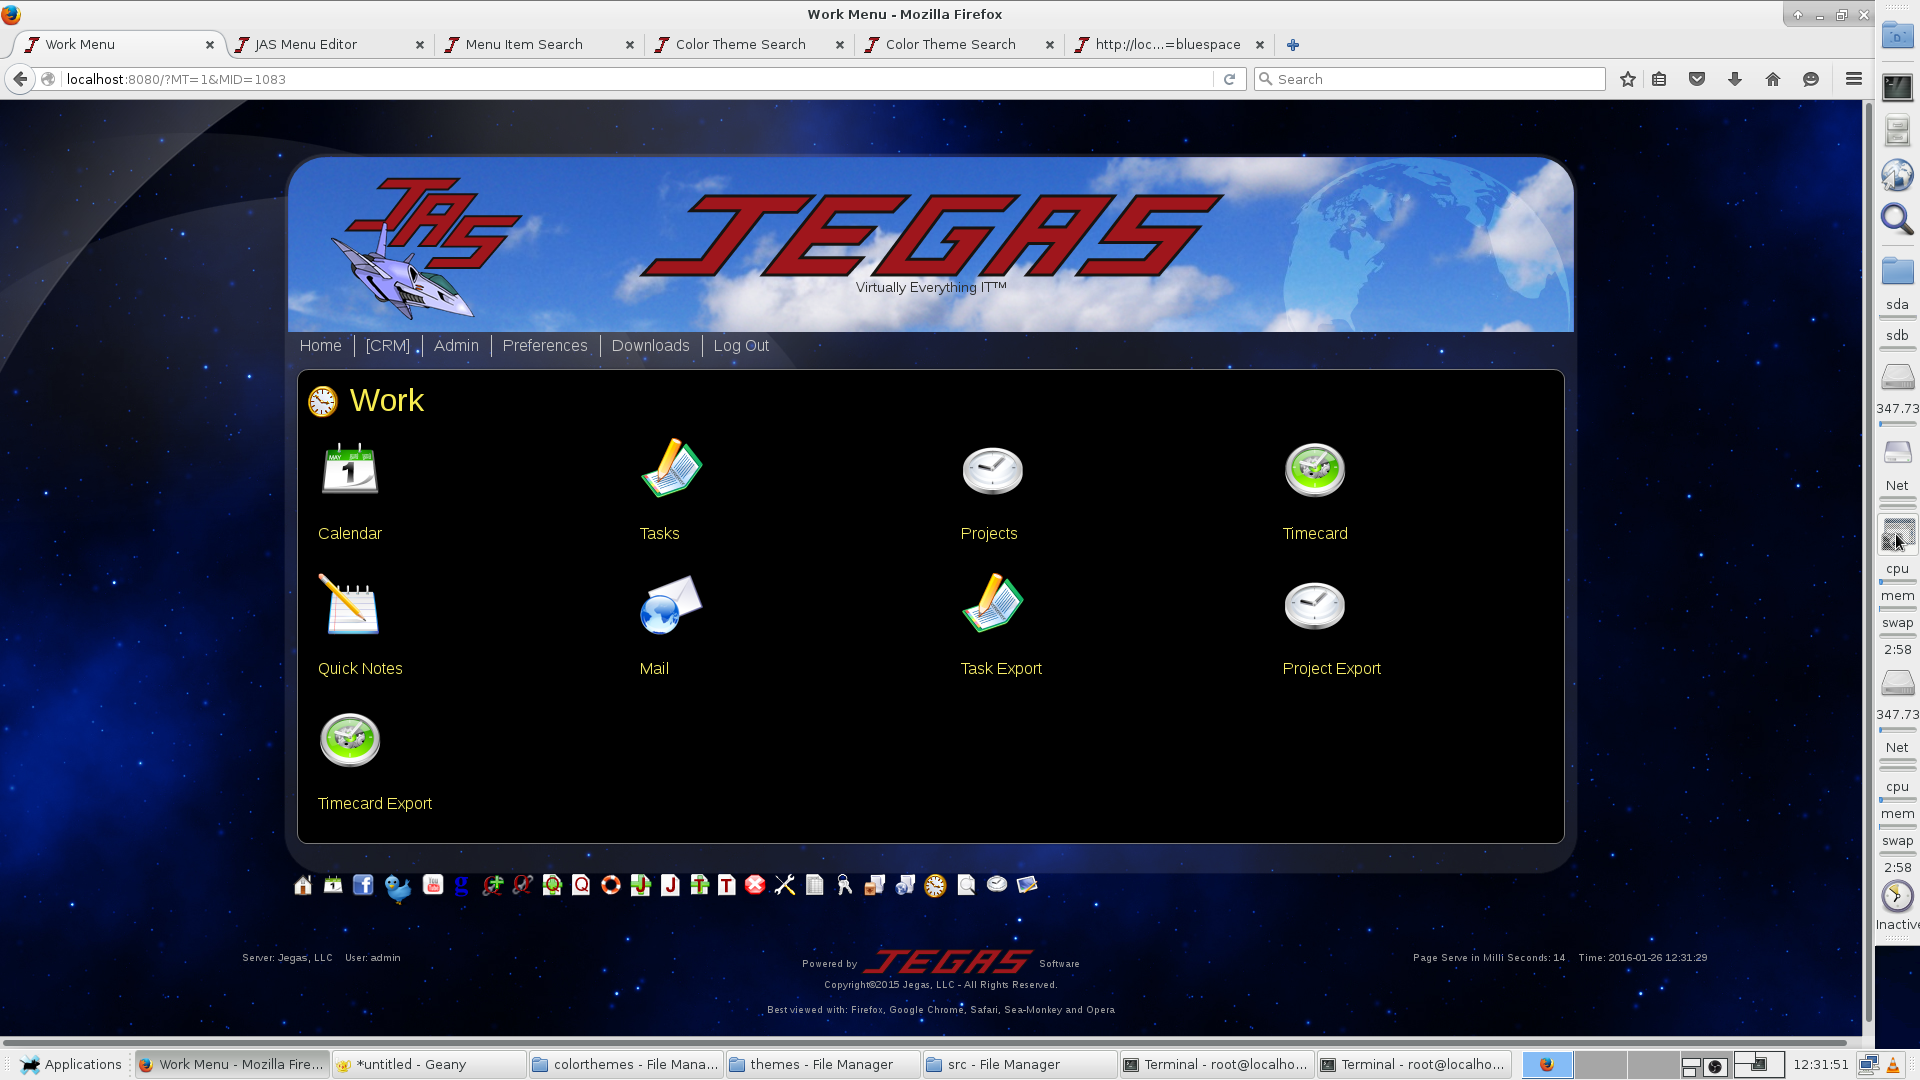 Work Menu - Mozilla Firefox
Work Menu
JAS Menu Editor
Menu Item Search
Color Theme Search
Color Theme Search
http://loc...=bluespace
localhost:8080/?MT=1&MID=1083
Search
JAS
JEGAS
Virtually Everything IT™
Home
[CRM]
Admin
Preferences
Downloads
Log Out
Work
MAY
1
Calendar
Tasks
Projects
Timecard
Quick Notes
Mail
Task Export
Project Export
Timecard Export
Server: Jegas, LLC User: admin
Powered by JEGAS Software
Page Serve in Milli Seconds: 14 Time: 2016-01-26 12:31:29
Copyright©2015 Jegas, LLC - All Rights Reserved.
Best viewed with: Firefox, Google Chrome, Safari, Sea-Monkey and Opera
sda
sdb
347.73
Net
cpu
mem
swap
2:58
347.73
Net
cpu
mem
swap
2:58
Inactive
Applications
Work Menu - Mozilla Fire...
*untitled - Geany
colorthemes - File Mana...
themes - File Manager
src - File Manager
Terminal - root@localho...
Terminal - root@localho...
12:31:51